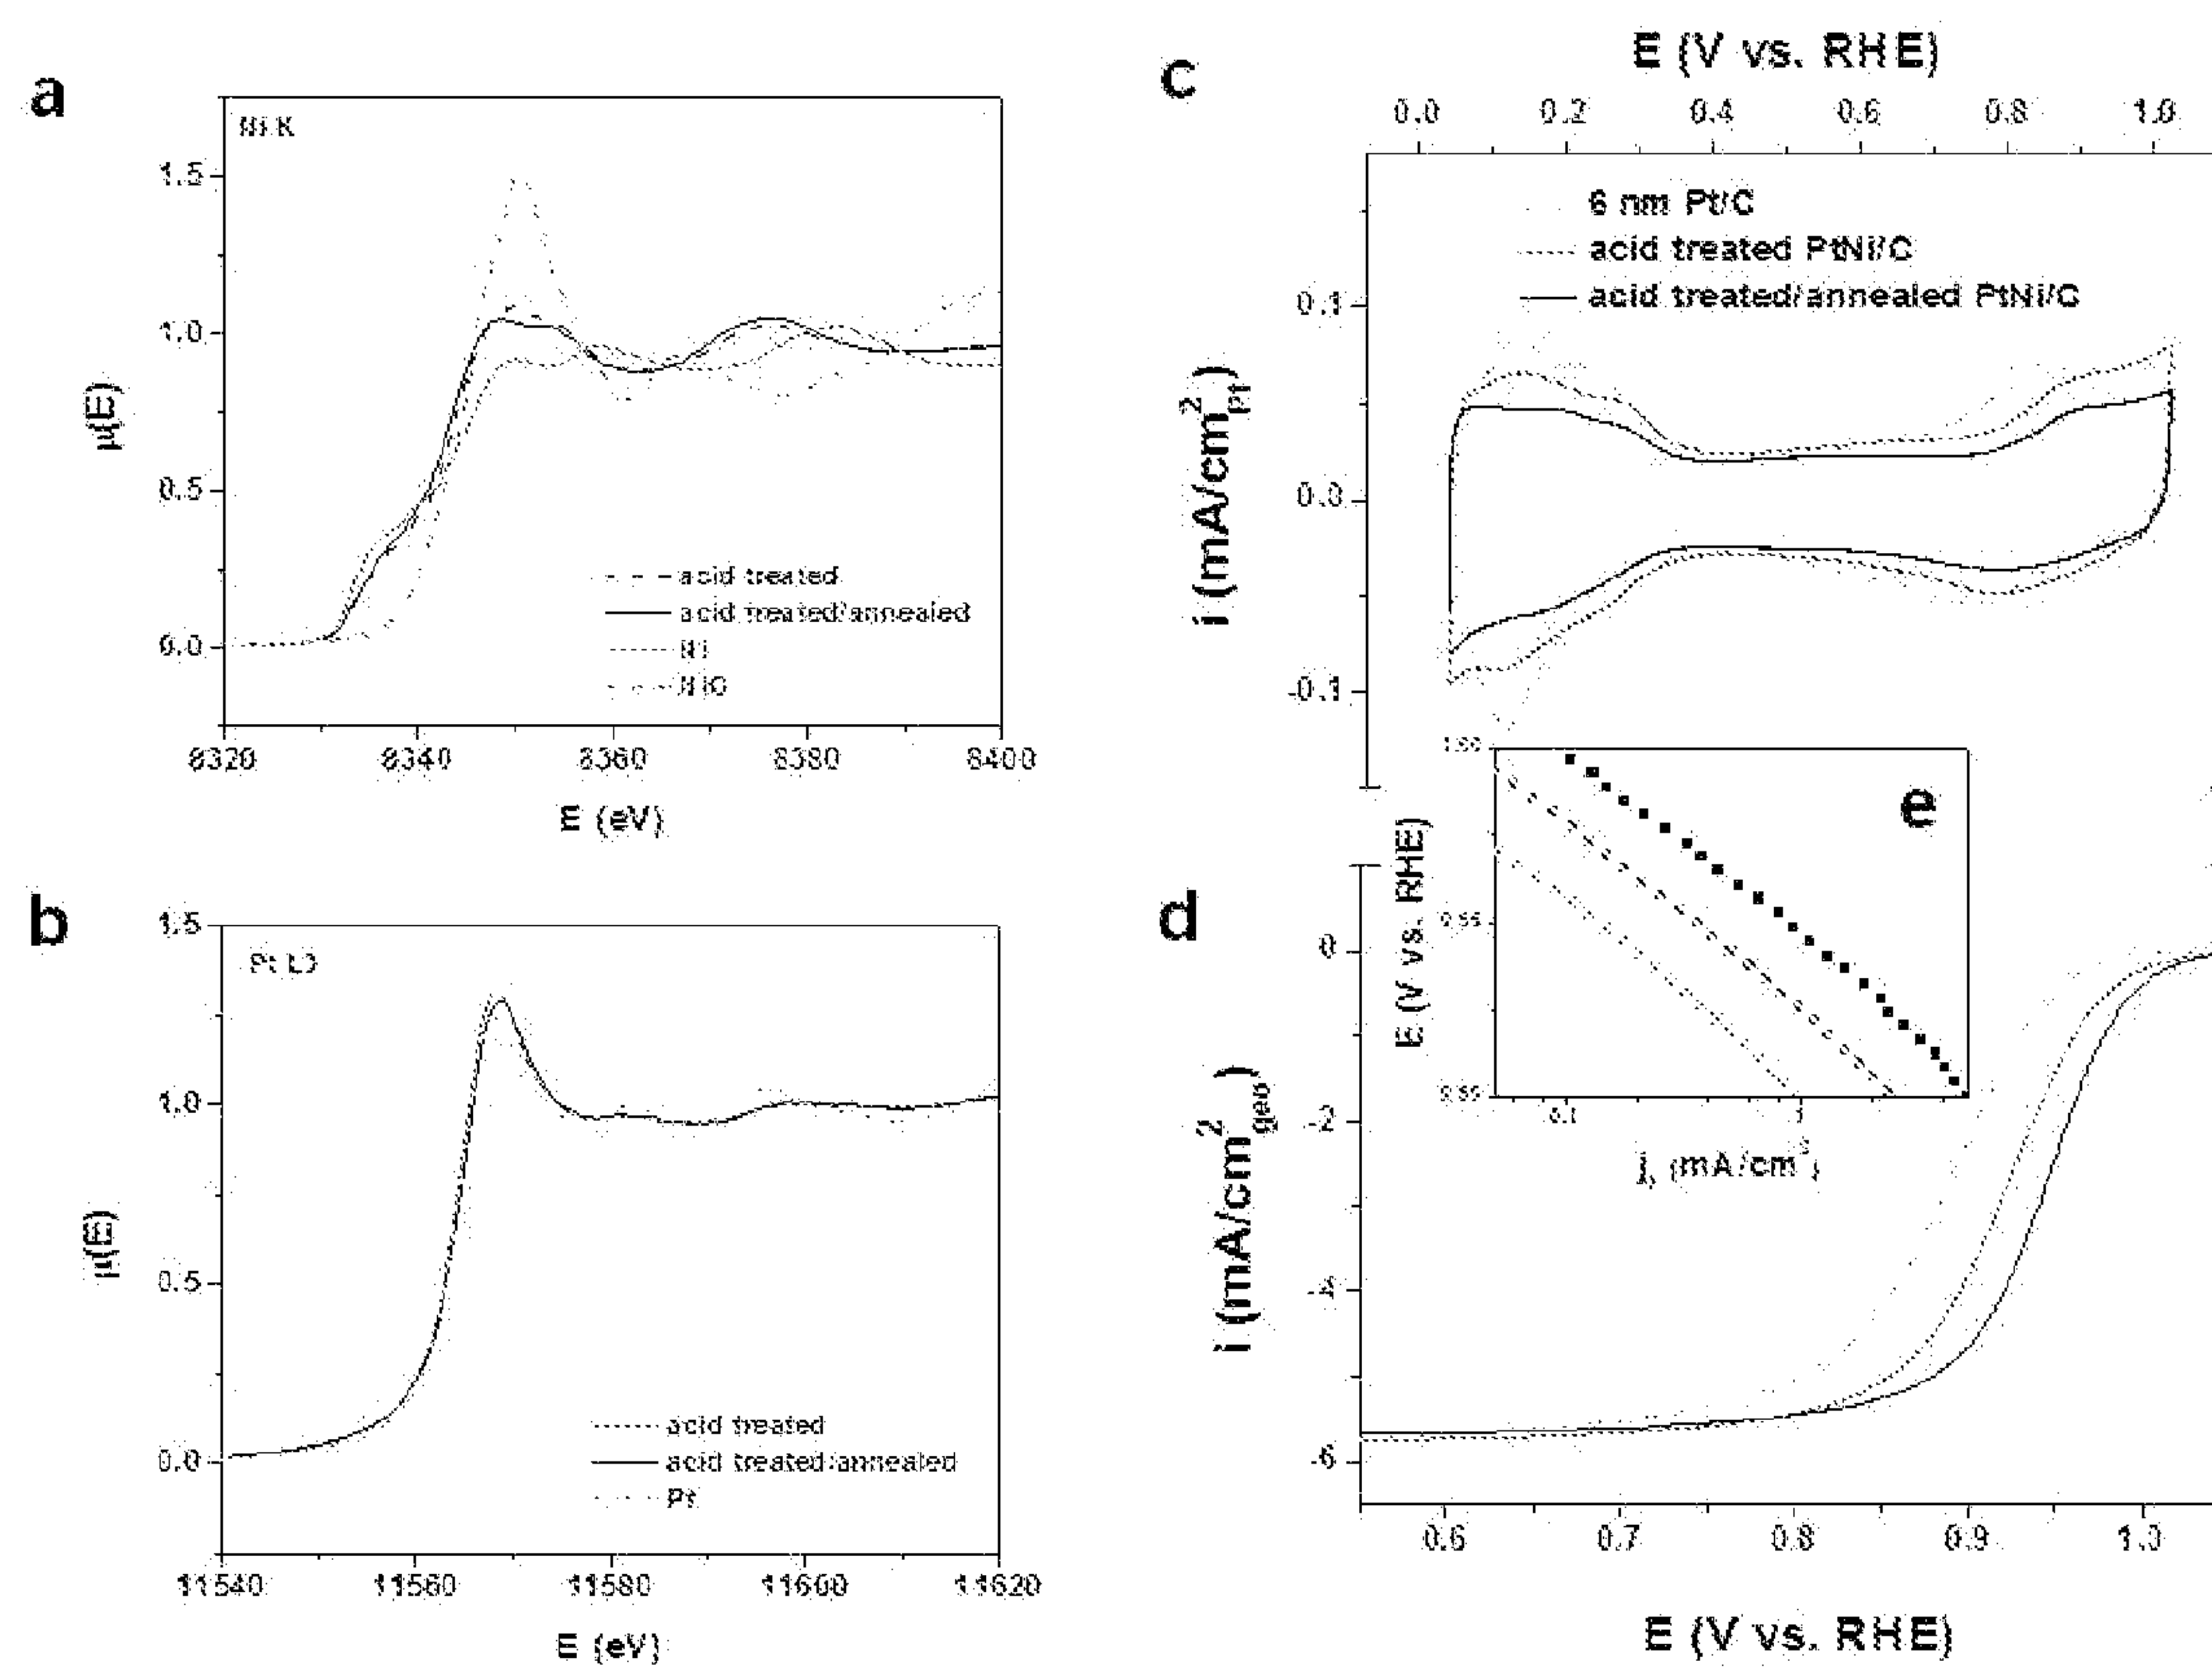 a
Ni K
1.5
1.0
0.5
0.0
μ(E)
acid treated
acid treated/annealed
Ni
NiO
8320 8340 8360 8380 8400
E (eV)
b
Pt L3
1.5
1.0
0.5
0.0
μ(E)
acid treated
acid treated/annealed
Pt
11540 11560 11580 11600 11620
E (eV)
c
E (V vs. RHE)
0.0 0.2 0.4 0.6 0.8 1.0
6 nm Pt/C
acid treated PtNi/C
acid treated/annealed PtNi/C
0.1
0.0
-0.1
i (mA/cm²Pt)
e
E (V vs. RHE)
0.1 1
d
0
-2
-4
-6
i (mA/cm²geo)
0.6 0.7 0.8 0.9 1.0
E (V vs. RHE)